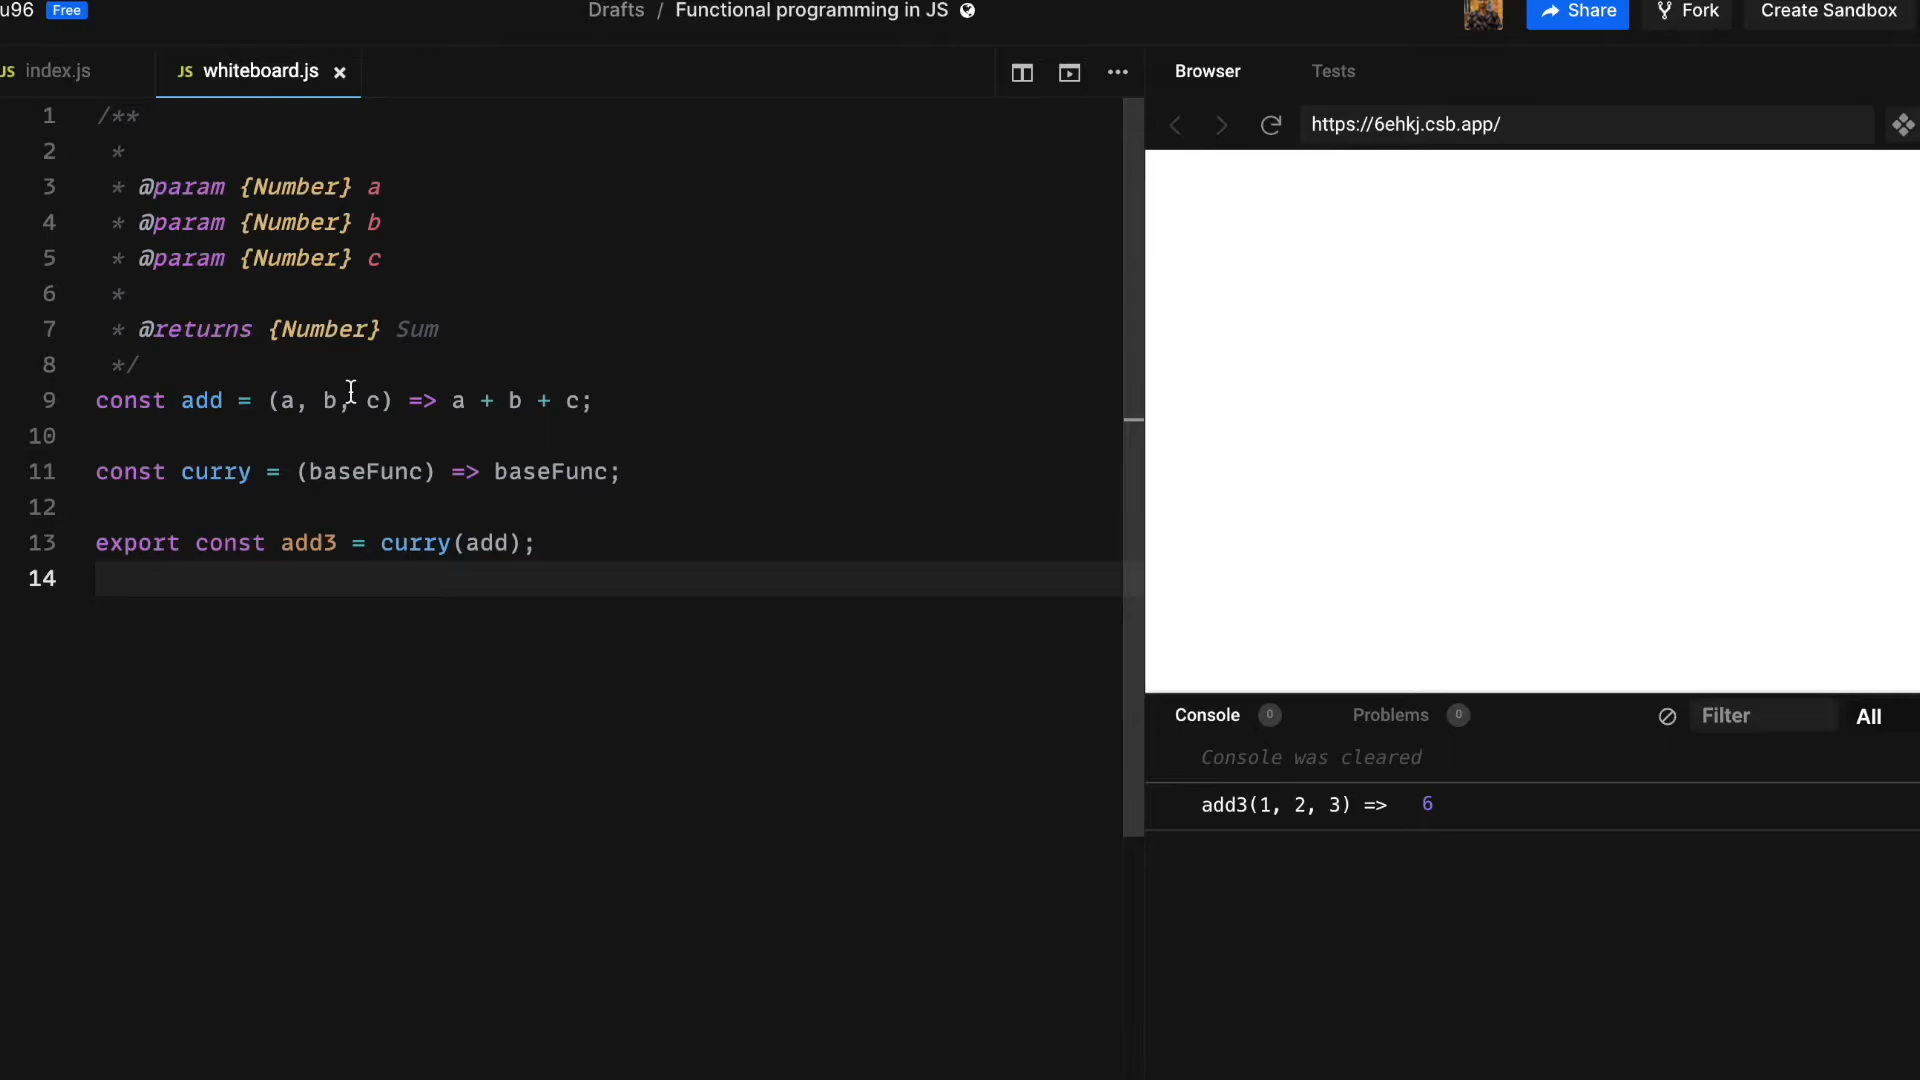 u96 Free Drafts / Functional programming in JS Share Fork Create Sandbox
JS index.js JS whiteboard.js × Browser Tests
https://6ehkj.csb.app/
1 /**
2 *
3 * @param {Number} a
4 * @param {Number} b
5 * @param {Number} c
6 *
7 * @returns {Number} Sum
8 */
9 const add = (a, b, c) => a + b + c;
10
11 const curry = (baseFunc) => baseFunc;
12
13 export const add3 = curry(add);
14
Console 0 Problems 0 Filter All
Console was cleared
add3(1, 2, 3) => 6